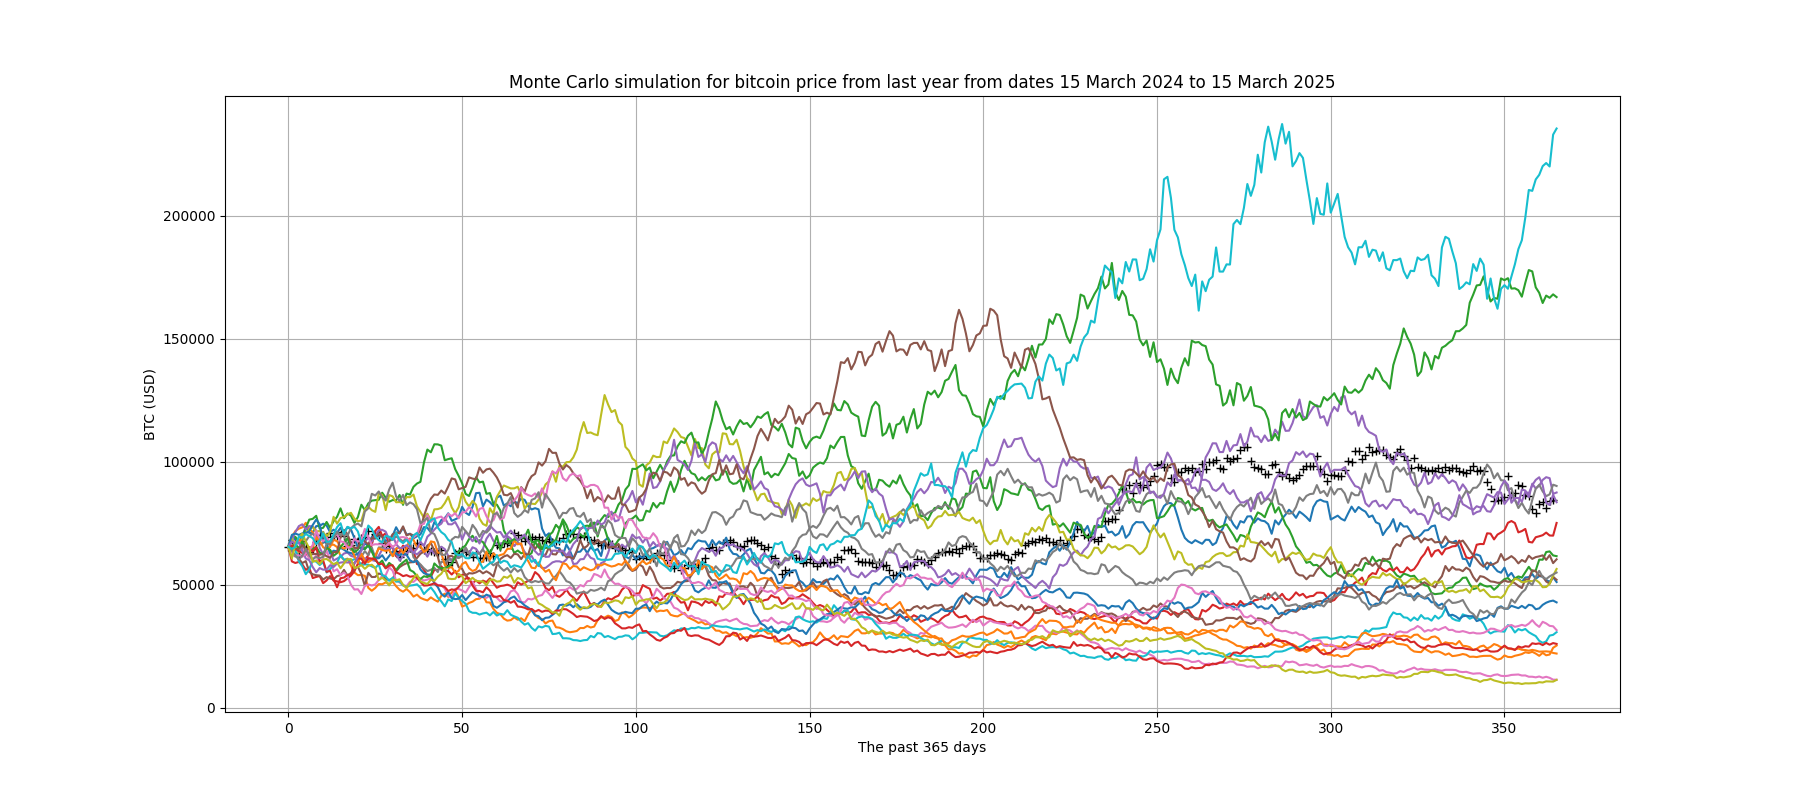 Monte Carlo simulation for bitcoin price from last year from dates 15 March 2024 to 15 March 2025
BTC (USD)
200000
150000
100000
50000
0
0 50 100 150 200 250 300 350
The past 365 days